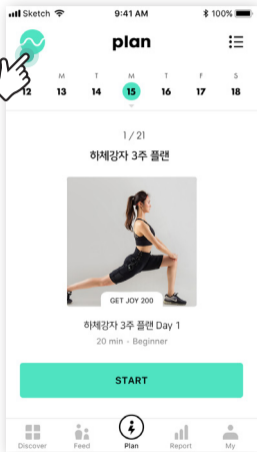 Sketch 9:41 AM 100%
plan
M T M T F S
12 13 14 15 16 17 18
1 / 21
하체강자 3주 플랜
GET JOY 200
하체강자 3주 플랜 Day 1
20 min - Beginner
START
Discover Feed Plan Report My